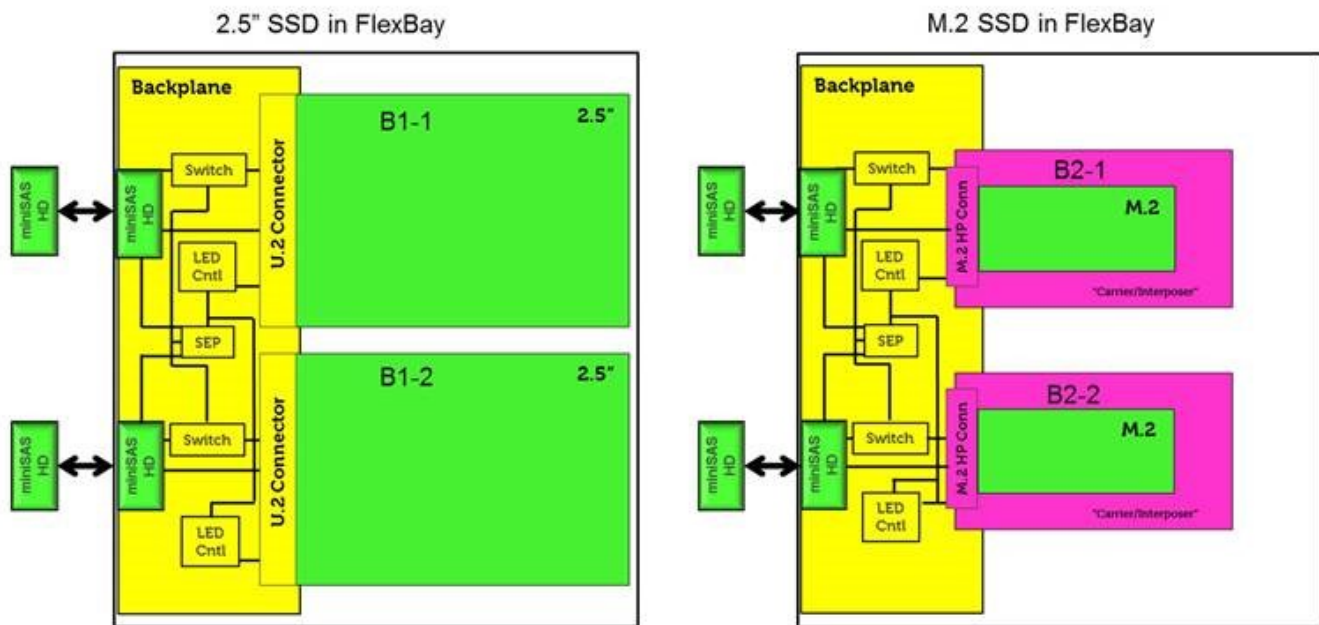 2.5” SSD in FlexBay
Backplane
B1-1
2.5”
U.2 Connector
Switch
miniSAS HD
miniSAS HD
LED
Cntl
SEP
B1-2
2.5”
U.2 Connector
Switch
miniSAS HD
miniSAS HD
LED
Cntl
M.2 SSD in FlexBay
Backplane
B2-1
M.2
"Carrier/Interposer"
M.2 HP Conn
Switch
miniSAS HD
miniSAS HD
LED
Cntl
SEP
B2-2
M.2
"Carrier/Interposer"
M.2 HP Conn
Switch
miniSAS HD
miniSAS HD
LED
Cntl